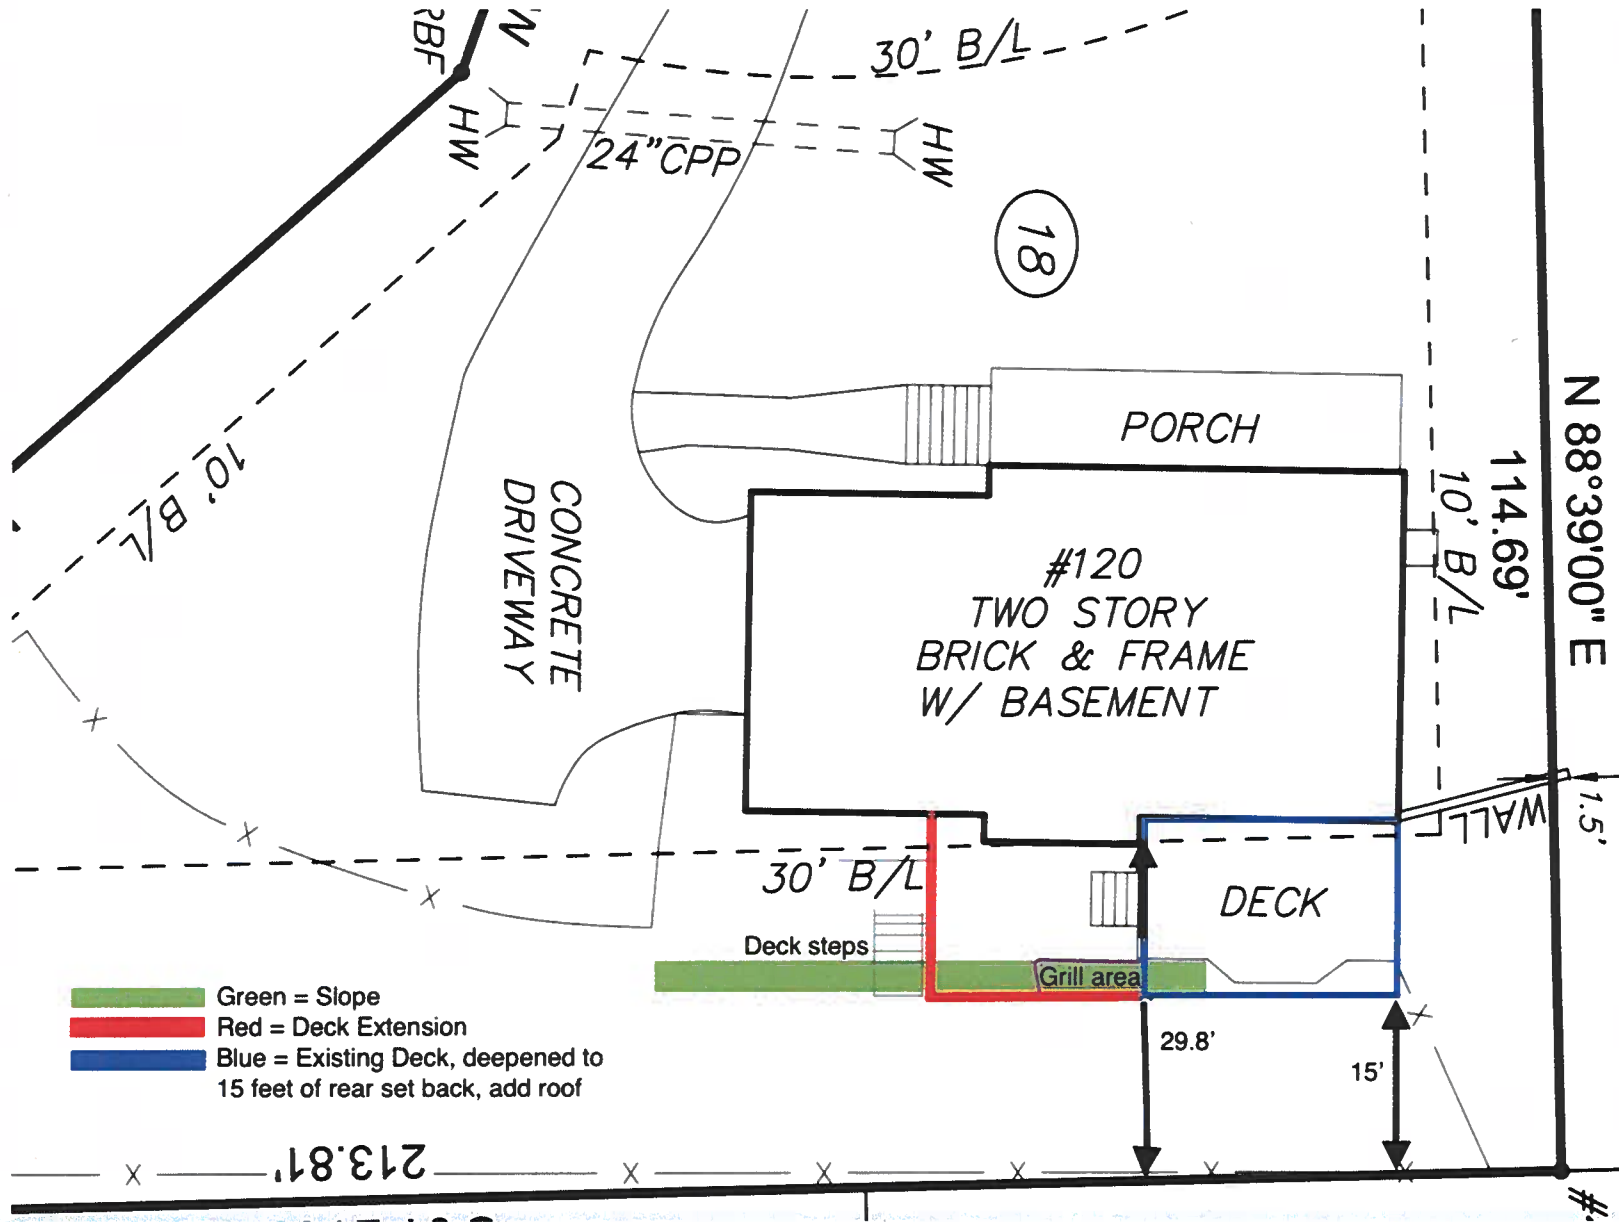 RBF
N
30' B/L
HW
24"CPP
HW
18
10' B/L
PORCH
N 88°39'00" E
114.69'
10' B/L
CONCRETE
DRIVEWAY
#120
TWO STORY
BRICK & FRAME
W/ BASEMENT
WALL
1.5'
30' B/L
DECK
Deck steps
Grill area
Green = Slope
Red = Deck Extension
Blue = Existing Deck, deepened to
15 feet of rear set back, add roof
29.8'
15'
213.81'